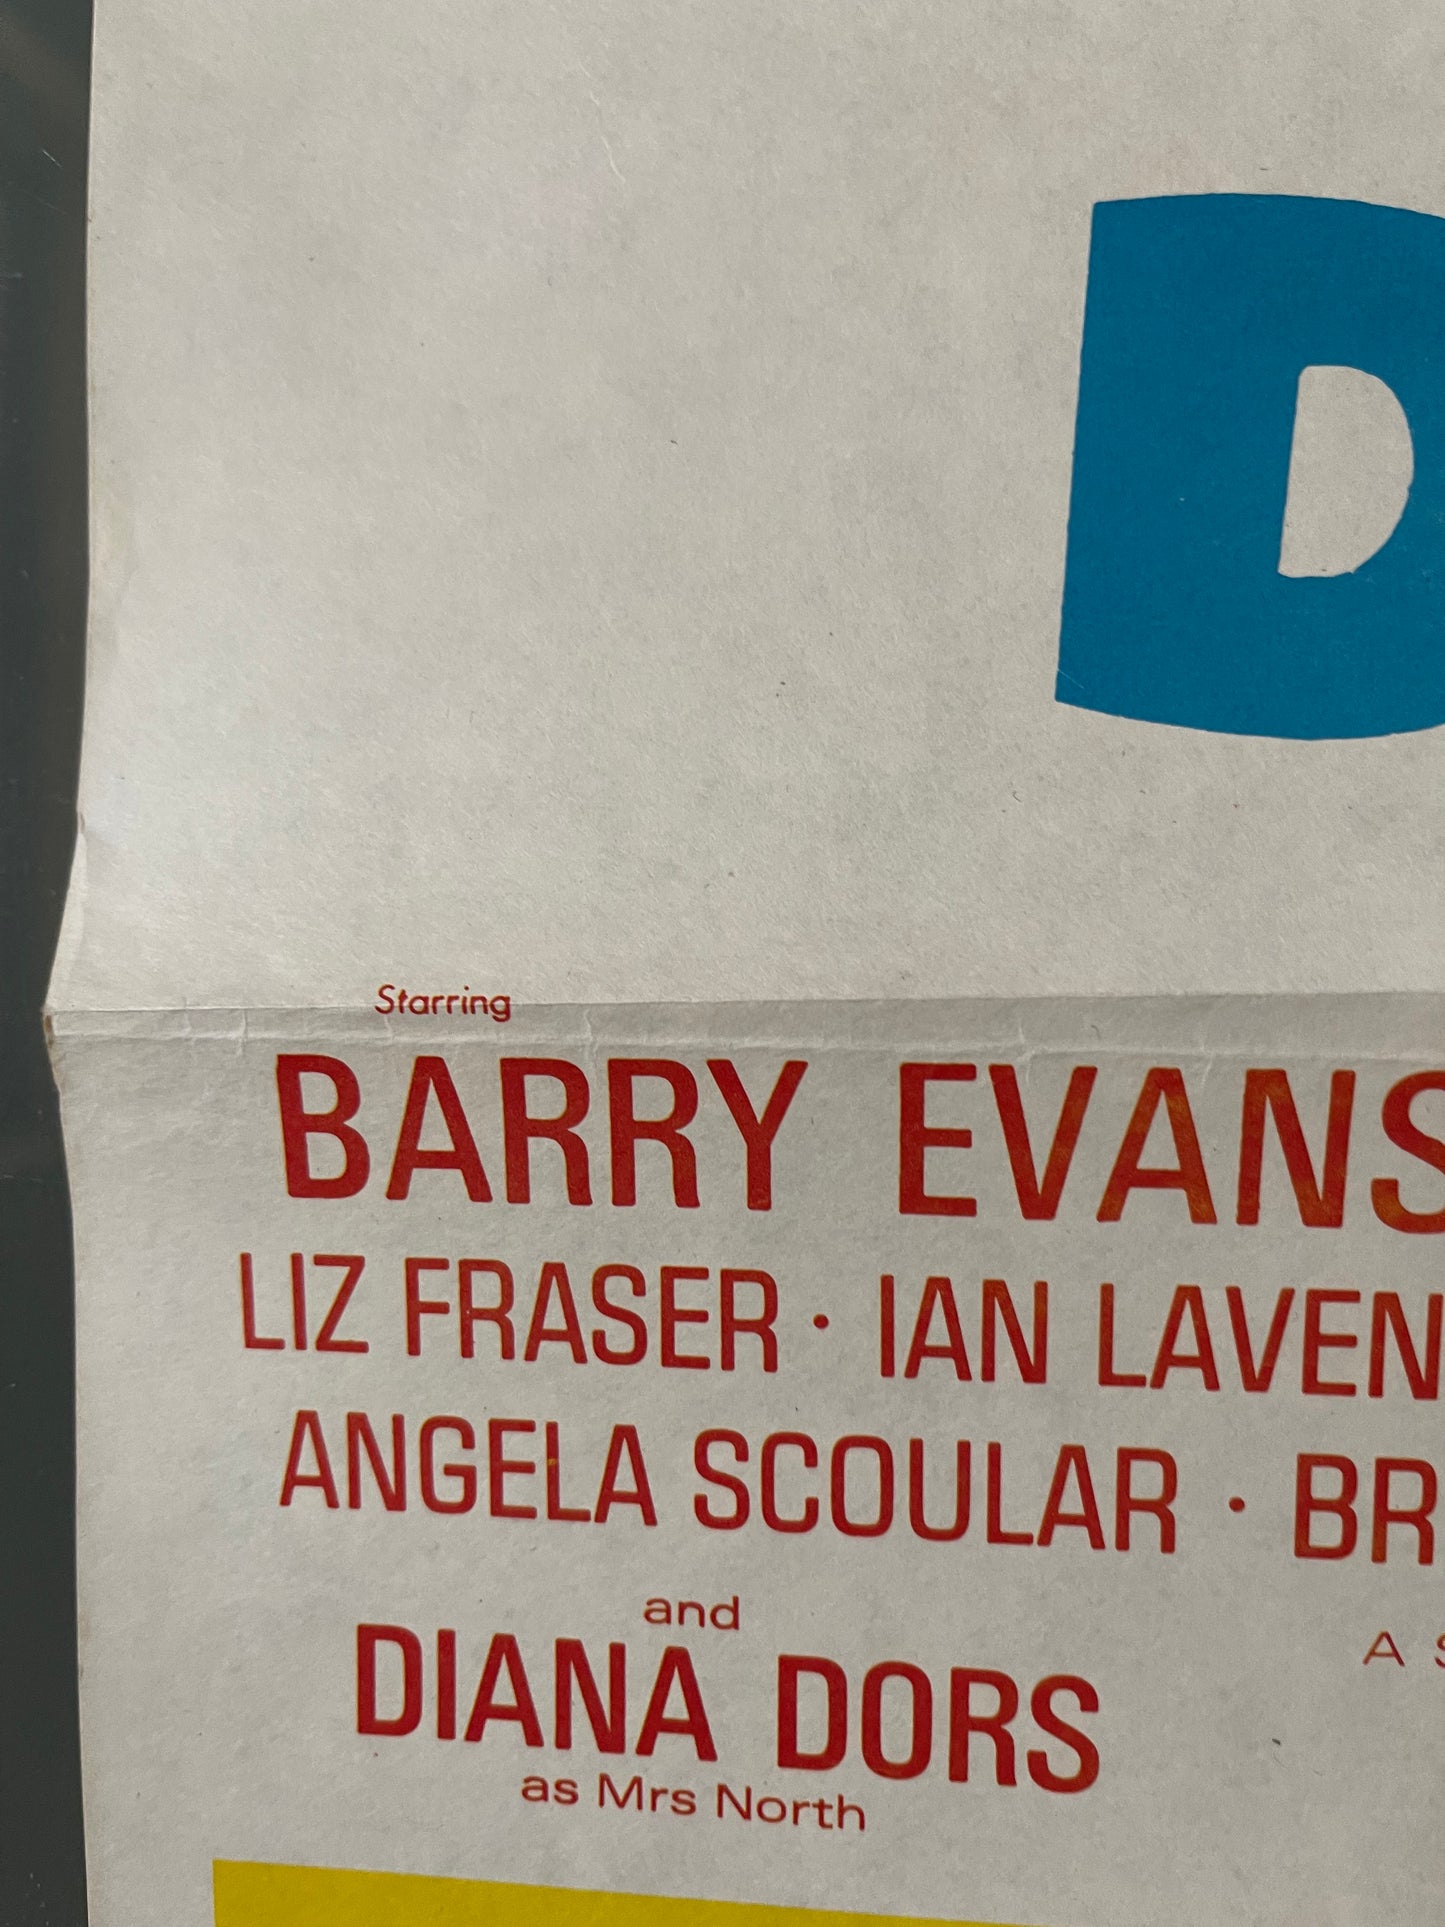 D
Starring
BARRY EVANS
LIZ FRASER · IAN LAVEN
ANGELA SCOULAR · BR
and
DIANA DORS
A S
as Mrs North